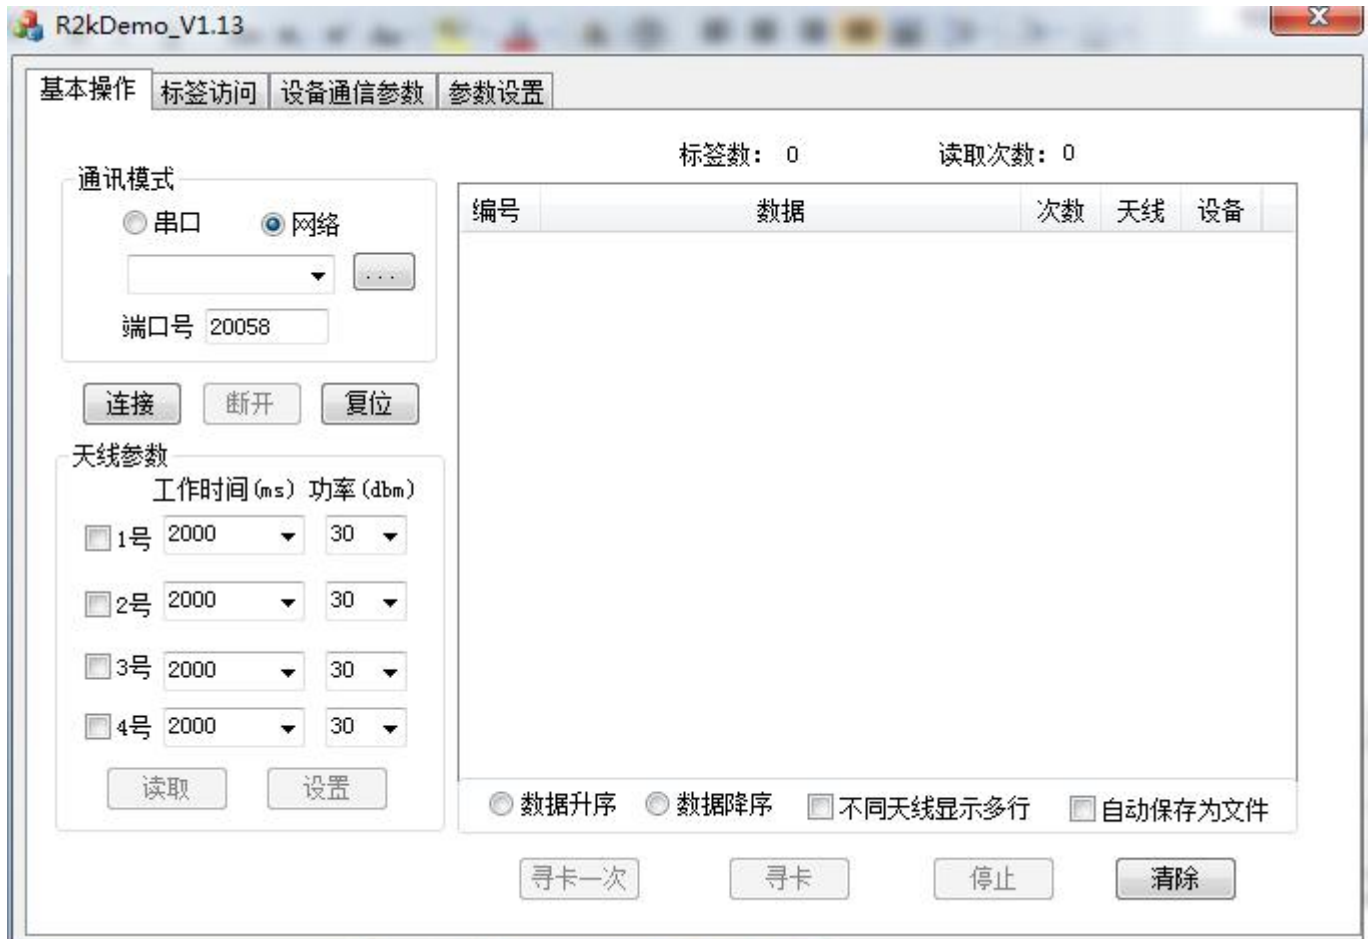 R2kDemo_V1.13
基本操作 标签访问 设备通信参数 参数设置
标签数： 0 读取次数： 0
通讯模式
串口 网络
...
端口号 20058
连接 断开 复位
天线参数
工作时间(ms) 功率(dbm)
1号 2000 30
2号 2000 30
3号 2000 30
4号 2000 30
读取 设置
编号 数据 次数 天线 设备
数据升序 数据降序 不同天线显示多行 自动保存为文件
寻卡一次 寻卡 停止 清除